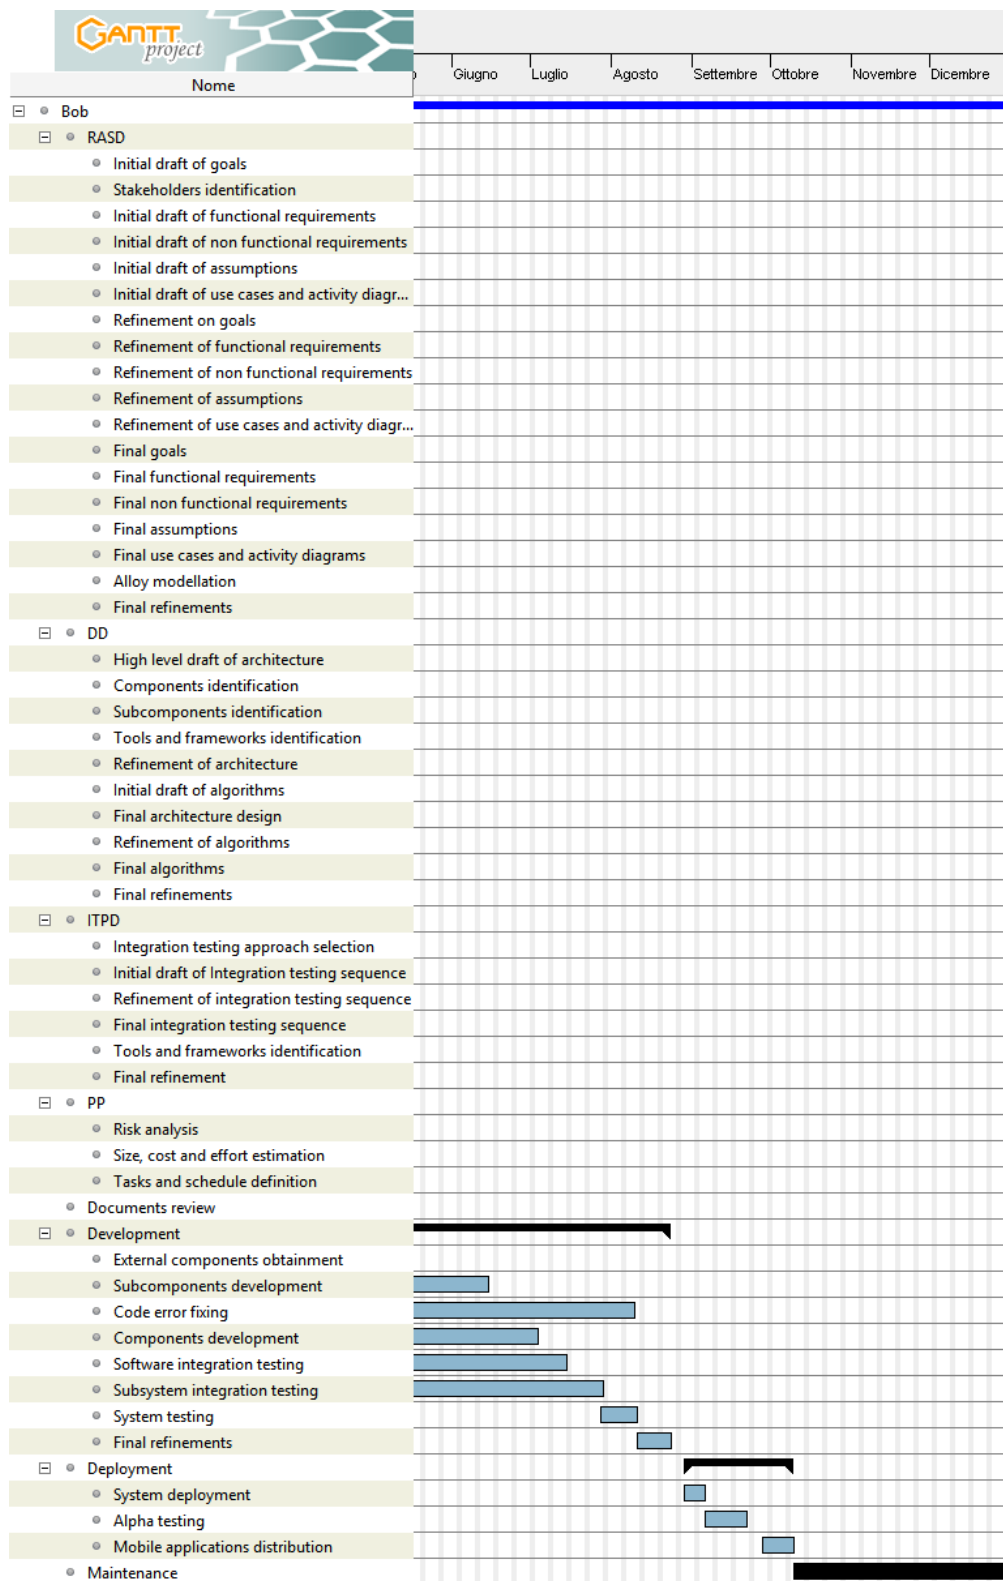 GANTT
project
Giugno Luglio Agosto Settembre Ottobre Novembre Dicembre
Nome
Bob
RASD
Initial draft of goals
Stakeholders identification
Initial draft of functional requirements
Initial draft of non functional requirements
Initial draft of assumptions
Initial draft of use cases and activity diagr...
Refinement on goals
Refinement of functional requirements
Refinement of non functional requirements
Refinement of assumptions
Refinement of use cases and activity diagr...
Final goals
Final functional requirements
Final non functional requirements
Final assumptions
Final use cases and activity diagrams
Alloy modellation
Final refinements
DD
High level draft of architecture
Components identification
Subcomponents identification
Tools and frameworks identification
Refinement of architecture
Initial draft of algorithms
Final architecture design
Refinement of algorithms
Final algorithms
Final refinements
ITPD
Integration testing approach selection
Initial draft of Integration testing sequence
Refinement of integration testing sequence
Final integration testing sequence
Tools and frameworks identification
Final refinement
PP
Risk analysis
Size, cost and effort estimation
Tasks and schedule definition
Documents review
Development
External components obtainment
Subcomponents development
Code error fixing
Components development
Software integration testing
Subsystem integration testing
System testing
Final refinements
Deployment
System deployment
Alpha testing
Mobile applications distribution
Maintenance